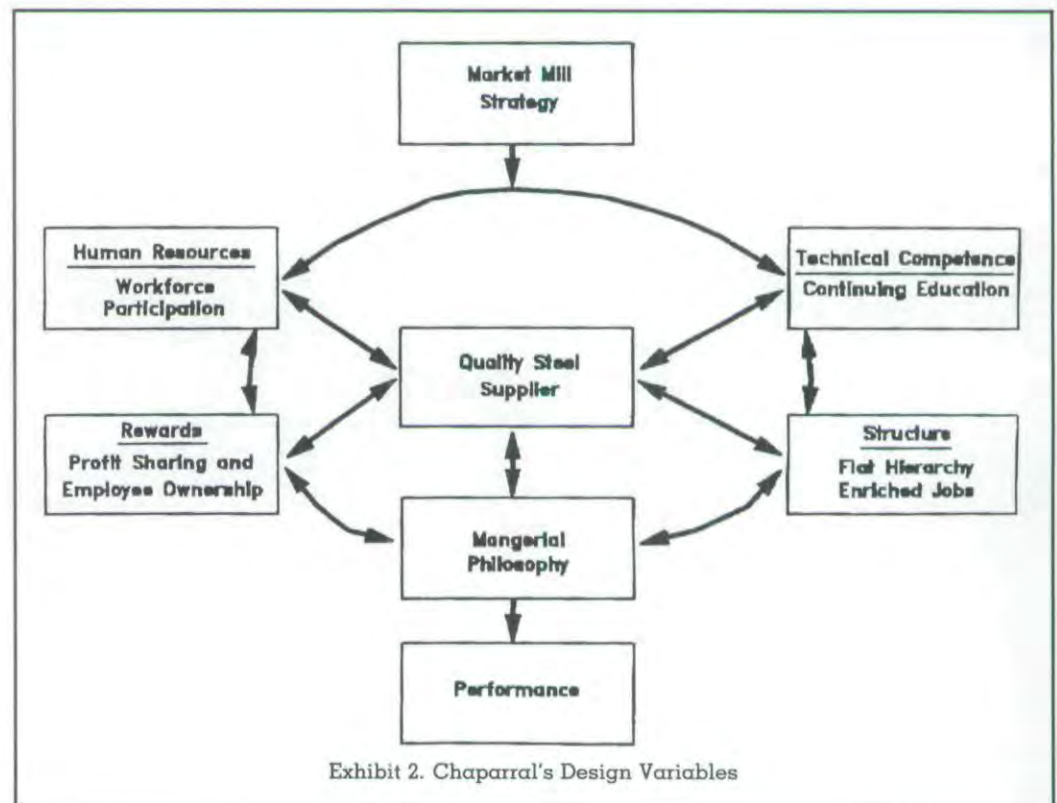 Market Mill
Strategy
Human Resources
Workforce
Participation
Technical Competence
Continuing Education
Quality Steel
Supplier
Rewards
Profit Sharing and
Employee Ownership
Structure
Flat Hierarchy
Enriched Jobs
Mangerial
Philosophy
Performance
Exhibit 2. Chaparral's Design Variables